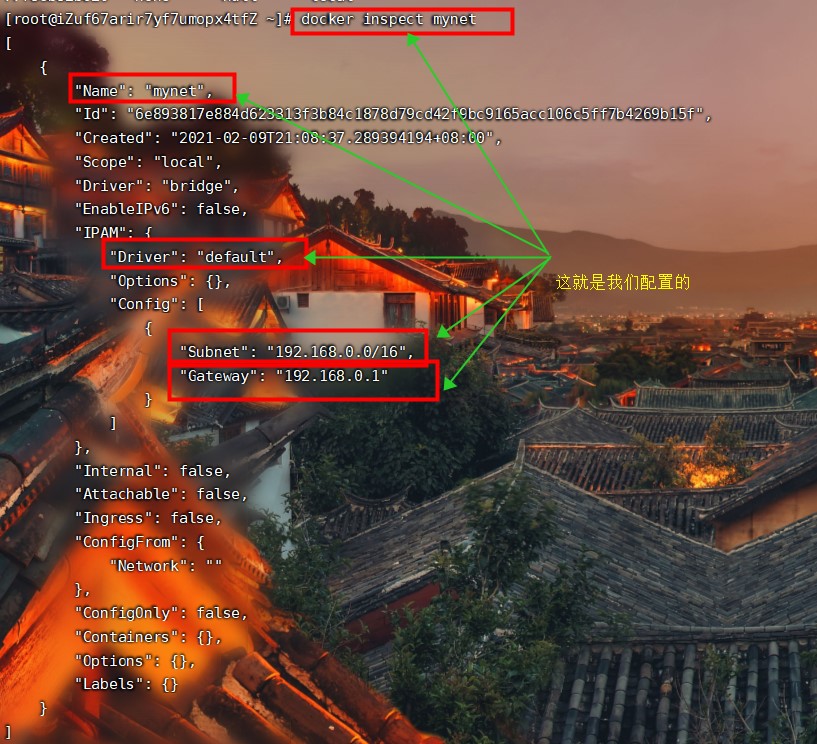 [root@iZuf67arir7yf7umopx4tfZ ~]# docker inspect mynet
[
    {
        "Name": "mynet",
        "Id": "6e893817e884d623313f3b84c1878d79cd42f9bc9165acc106c5ff7b4269b15f",
        "Created": "2021-02-09T21:08:37.289394194+08:00",
        "Scope": "local",
        "Driver": "bridge",
        "EnableIPv6": false,
        "IPAM": {
            "Driver": "default",
            "Options": {},
这就是我们配置的
            "Config": [
                {
                    "Subnet": "192.168.0.0/16",
                    "Gateway": "192.168.0.1"
                }
            ]
        },
        "Internal": false,
        "Attachable": false,
        "Ingress": false,
        "ConfigFrom": {
            "Network": ""
        },
        "ConfigOnly": false,
        "Containers": {},
        "Options": {},
        "Labels": {}
    }
]